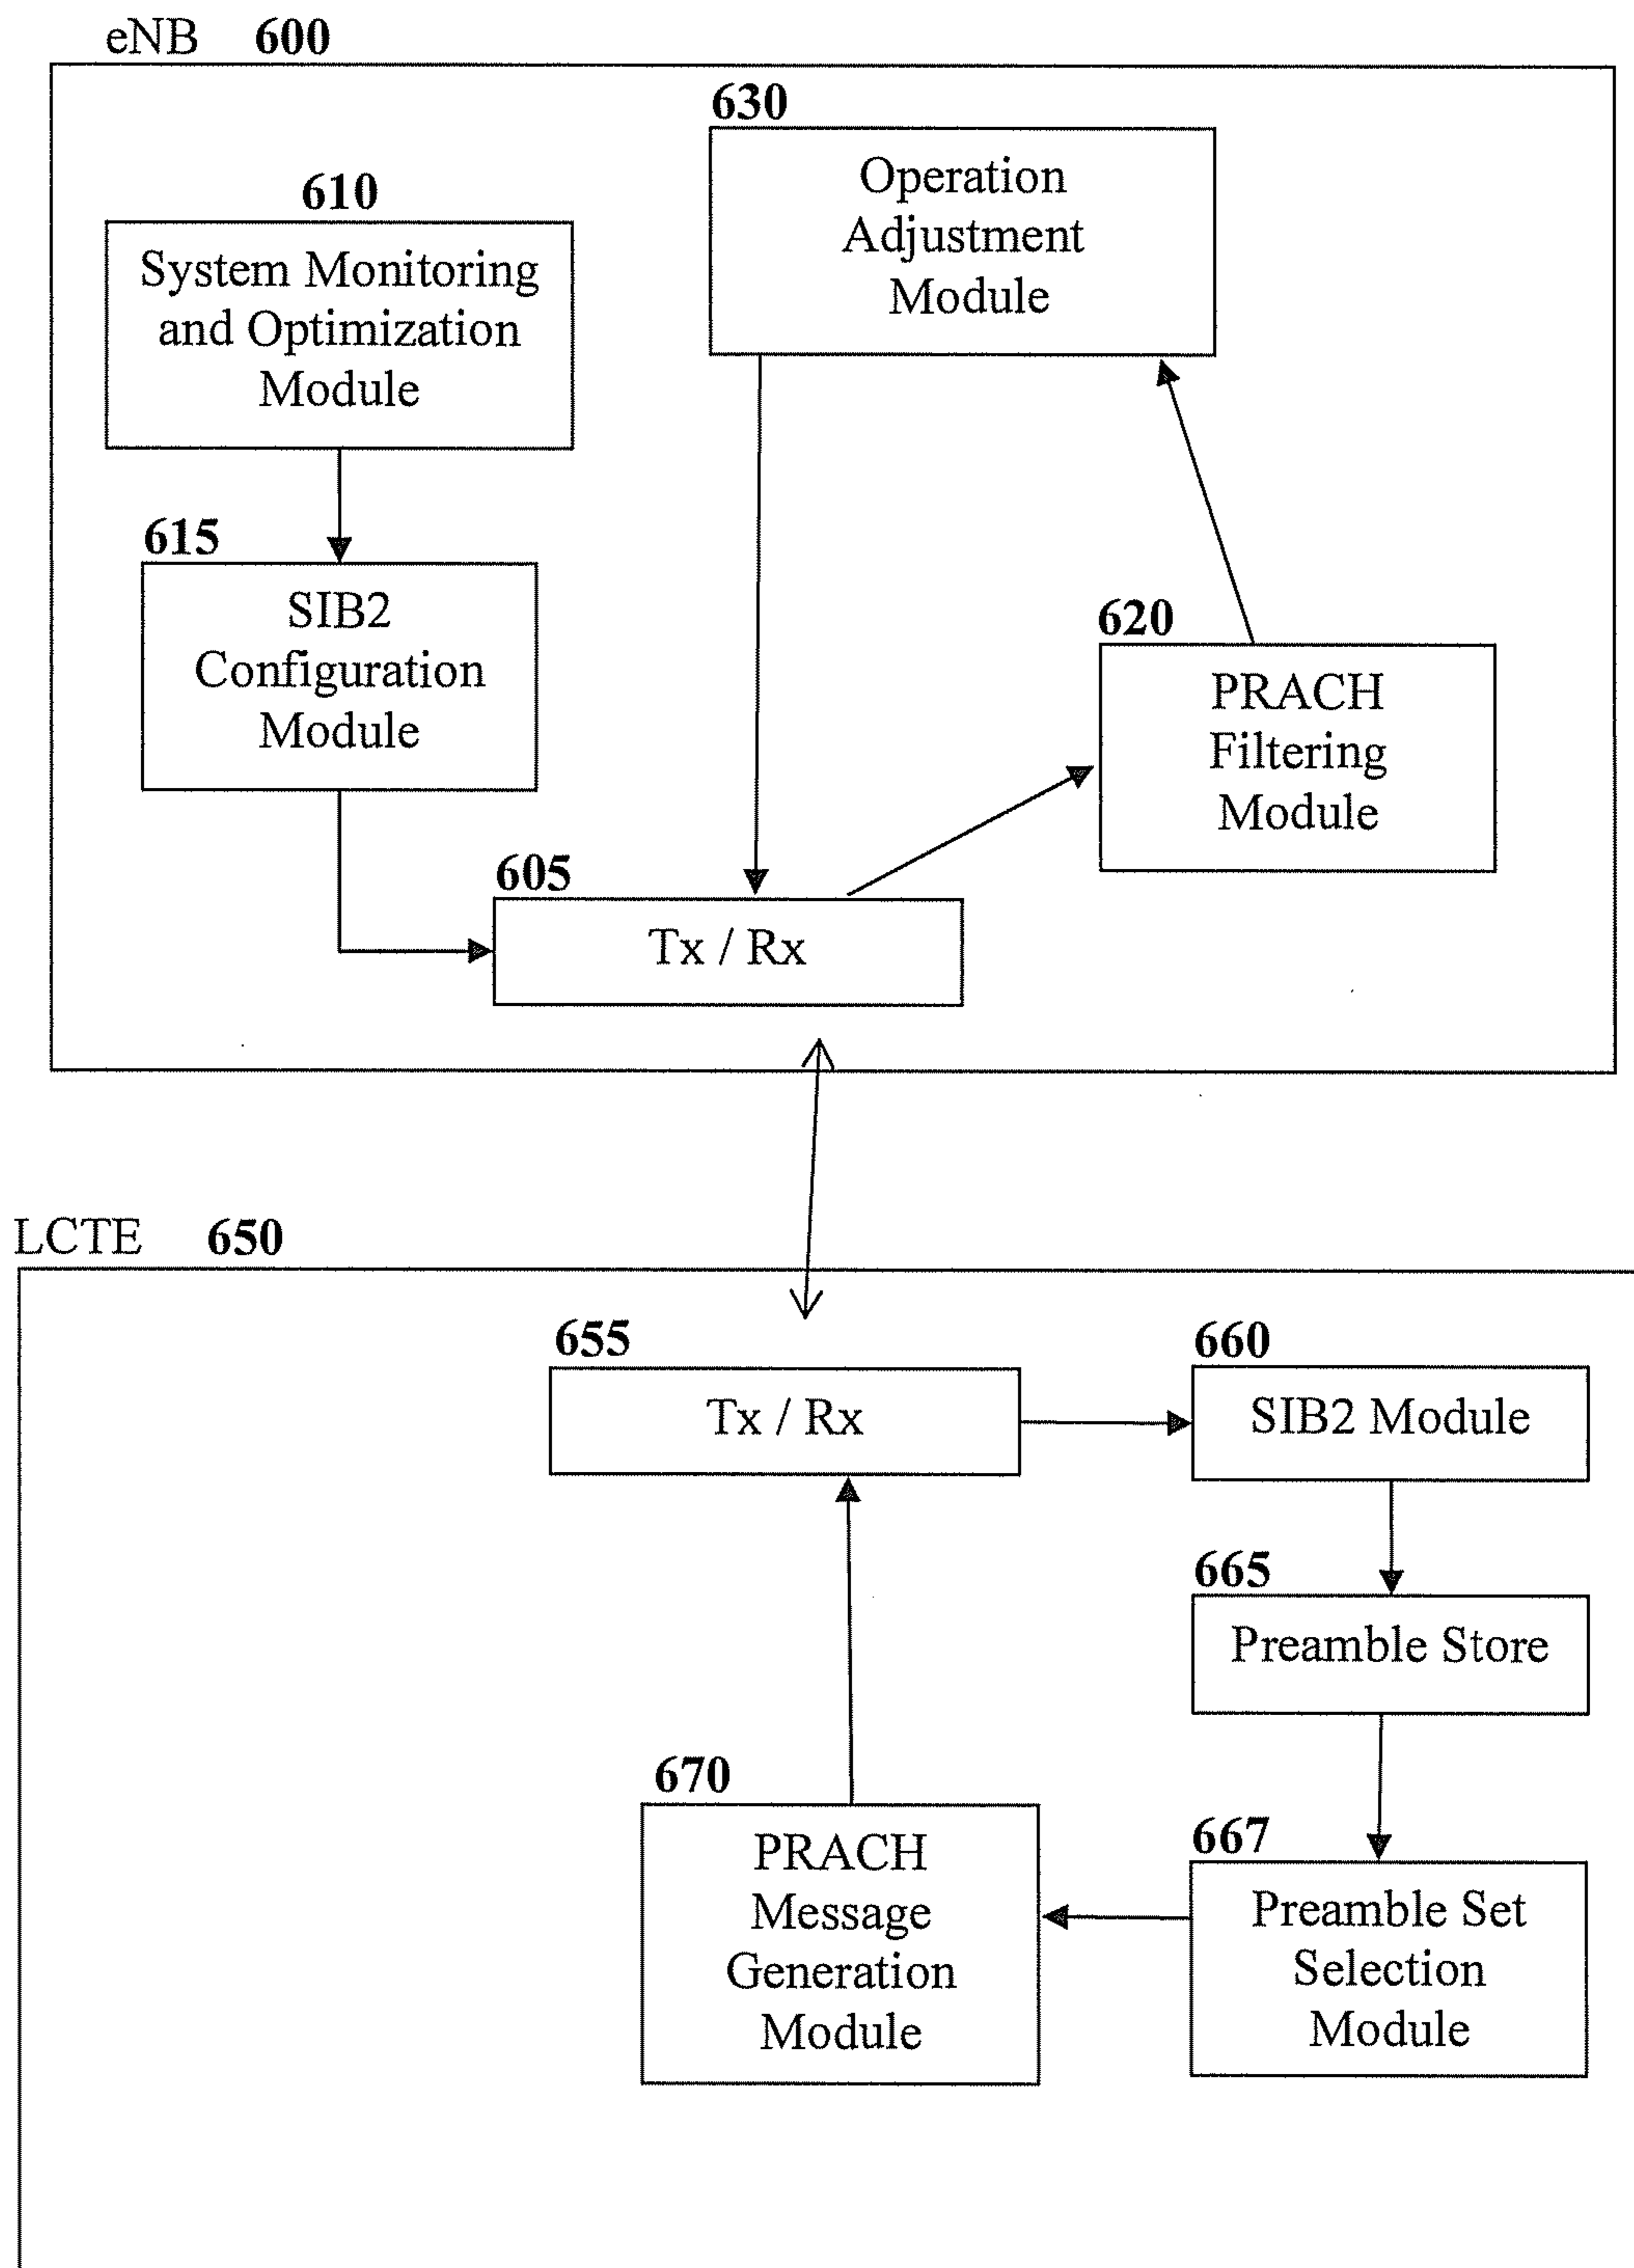 eNB 600
630
Operation
Adjustment
Module
610
System Monitoring
and Optimization
Module
615
SIB2
Configuration
Module
620
PRACH
Filtering
Module
605
Tx / Rx
LCTE 650
655
Tx / Rx
660
SIB2 Module
665
Preamble Store
670
PRACH
Message
Generation
Module
667
Preamble Set
Selection
Module